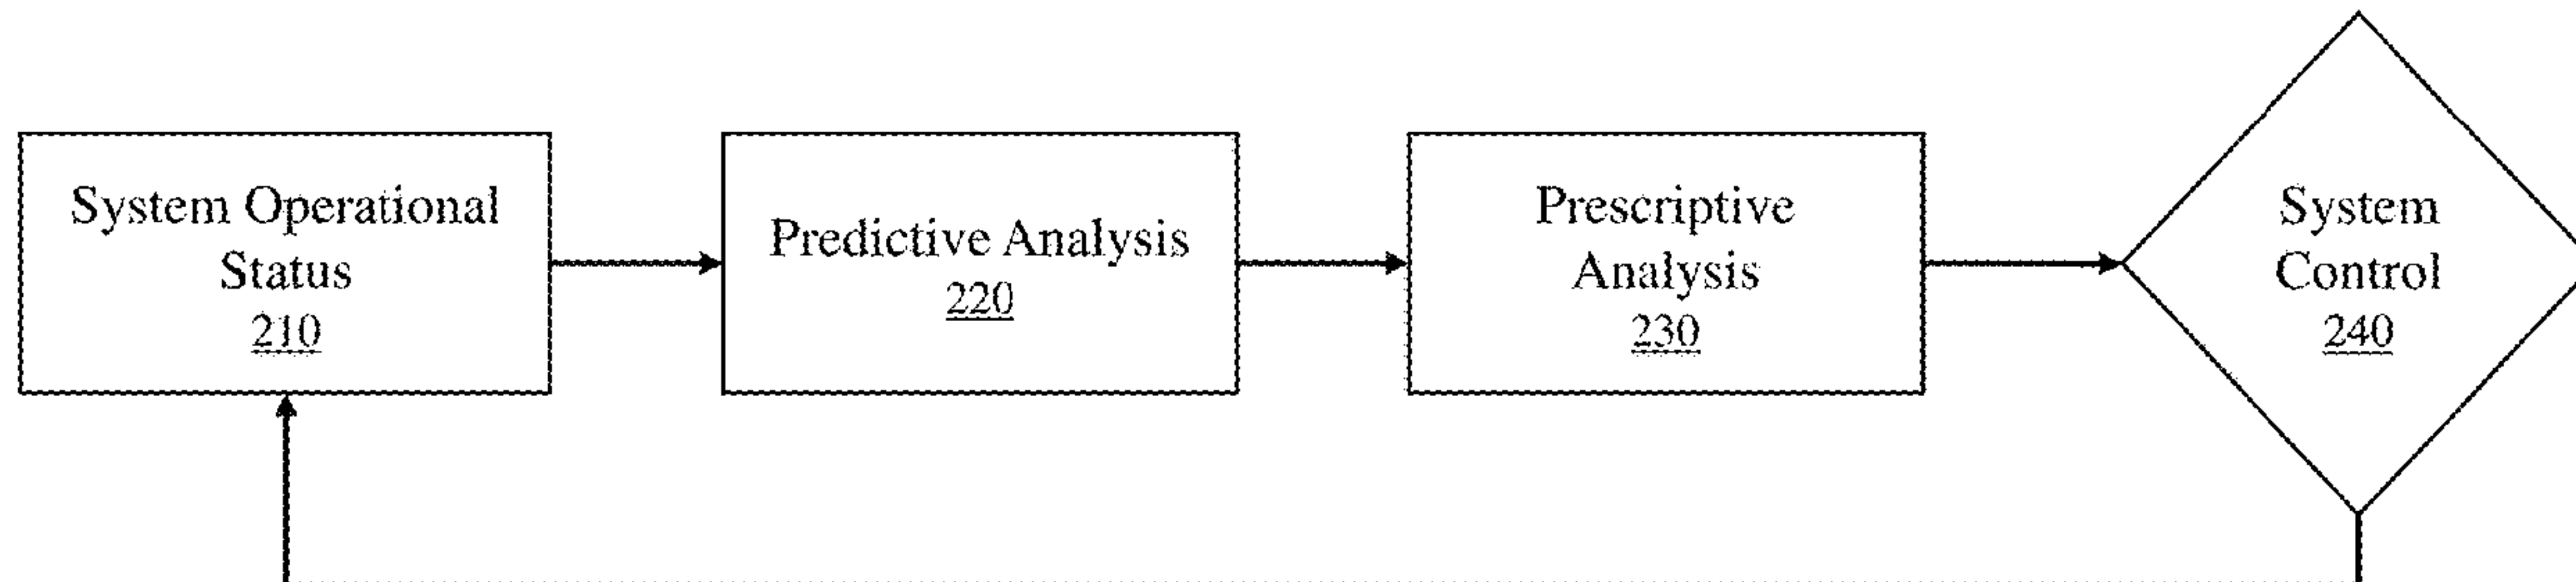 System Operational
Status
210
Predictive Analysis
220
Prescriptive
Analysis
230
System
Control
240